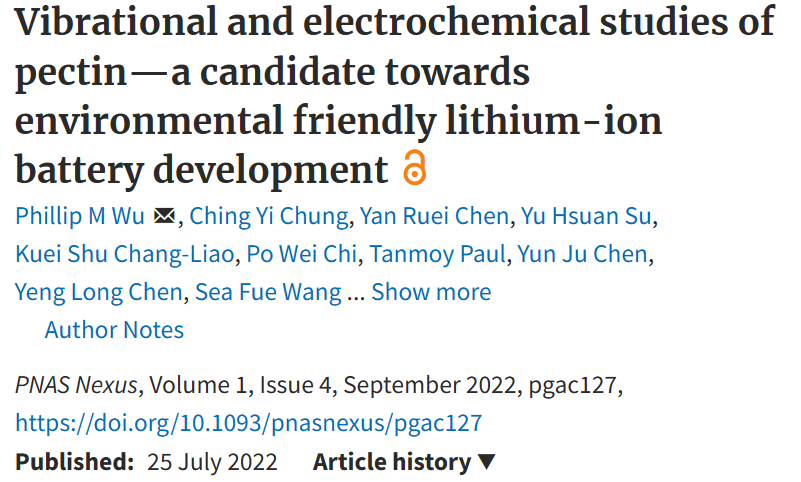 Vibrational and electrochemical studies of
pectin—a candidate towards
environmental friendly lithium-ion
battery development
Phillip M Wu, Ching Yi Chung, Yan Ruei Chen, Yu Hsuan Su,
Kuei Shu Chang-Liao, Po Wei Chi, Tanmoy Paul, Yun Ju Chen,
Yeng Long Chen, Sea Fue Wang ... Show more
Author Notes
PNAS Nexus, Volume 1, Issue 4, September 2022, pgac127,
https://doi.org/10.1093/pnasnexus/pgac127
Published: 25 July 2022 Article history ▼